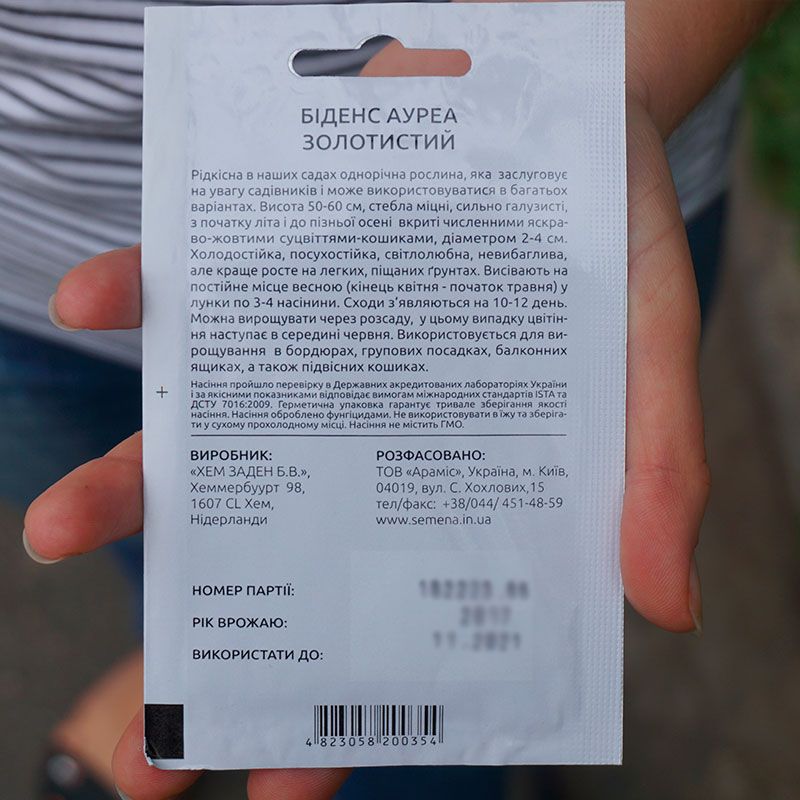 БІДЕНС АУРЕА
ЗОЛОТИСТИЙ
Рідкісна в наших садах однорічна рослина, яка заслуговує
на увагу садівників і може використовуватися в багатьох
варіантах. Висота 50-60 см, стебла міцні, сильно галузисті,
з початку літа і до пізньої осені вкриті численними яскра-
во-жовтими суцвіттями-кошиками, діаметром 2-4 см.
Холодостійка, посухостійка, світлолюбна, невибаглива,
але краще росте на легких, піщаних ґрунтах. Висівають на
постійне місце весною (кінець квітня - початок травня) у
лунки по 3-4 насінини. Сходи з’являються на 10-12 день.
Можна вирощувати через розсаду, у цьому випадку цвітін-
ня наступає в середині червня. Використовується для ви-
рощування в бордюрах, групових посадках, балконних
ящиках, а також підвісних кошиках.
Насіння пройшло перевірку в Державних акредитованих лабораторіях України
і за якісними показниками відповідає вимогам міжнародних стандартів ISTA та
ДСТУ 7016:2009. Герметична упаковка гарантує тривале зберігання якості
насіння. Насіння оброблено фунгіцидами. Не використовувати в їжу та зберіга-
ти у сухому прохолодному місці. Насіння не містить ГМО.
ВИРОБНИК:
«ХЕМ ЗАДЕН Б.В.»,
Хеммербуурт 98,
1607 CL Хем,
Нідерланди
РОЗФАСОВАНО:
ТОВ «Араміс», Україна, м. Київ,
04019, вул. С. Хохлових,15
тел/факс: +38/044/ 451-48-59
www.semena.in.ua
НОМЕР ПАРТІЇ:
РІК ВРОЖАЮ: 2017
ВИКОРИСТАТИ ДО: 11.2021
4 823058 200354